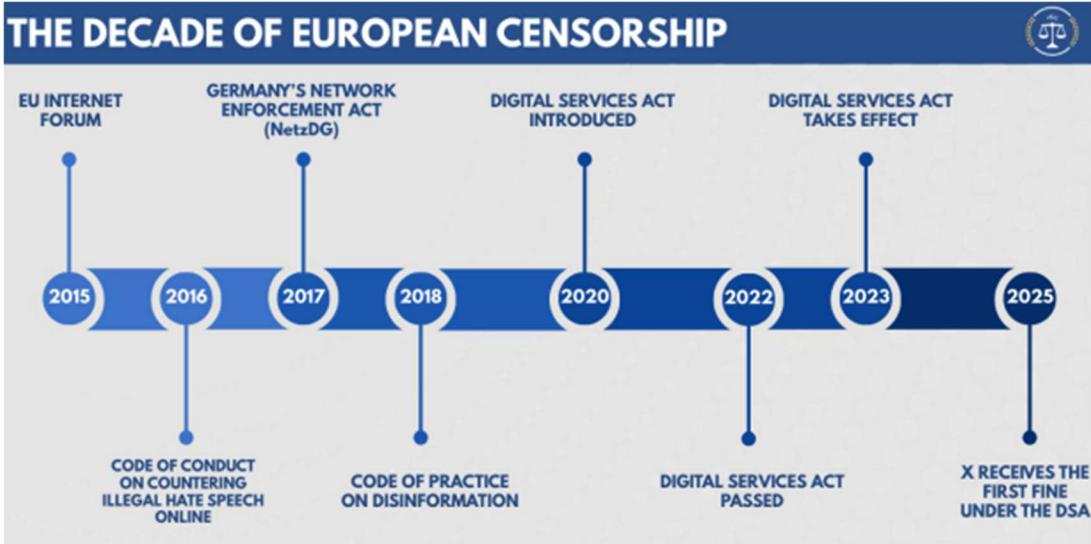 THE DECADE OF EUROPEAN CENSORSHIP
EU INTERNET
FORUM
GERMANY'S NETWORK
ENFORCEMENT ACT
(NetzDG)
DIGITAL SERVICES ACT
INTRODUCED
DIGITAL SERVICES ACT
TAKES EFFECT
2015
2016
2017
2018
2020
2022
2023
2025
CODE OF CONDUCT
ON COUNTERING
ILLEGAL HATE SPEECH
ONLINE
CODE OF PRACTICE
ON DISINFORMATION
DIGITAL SERVICES ACT
PASSED
X RECEIVES THE
FIRST FINE
UNDER THE DSA